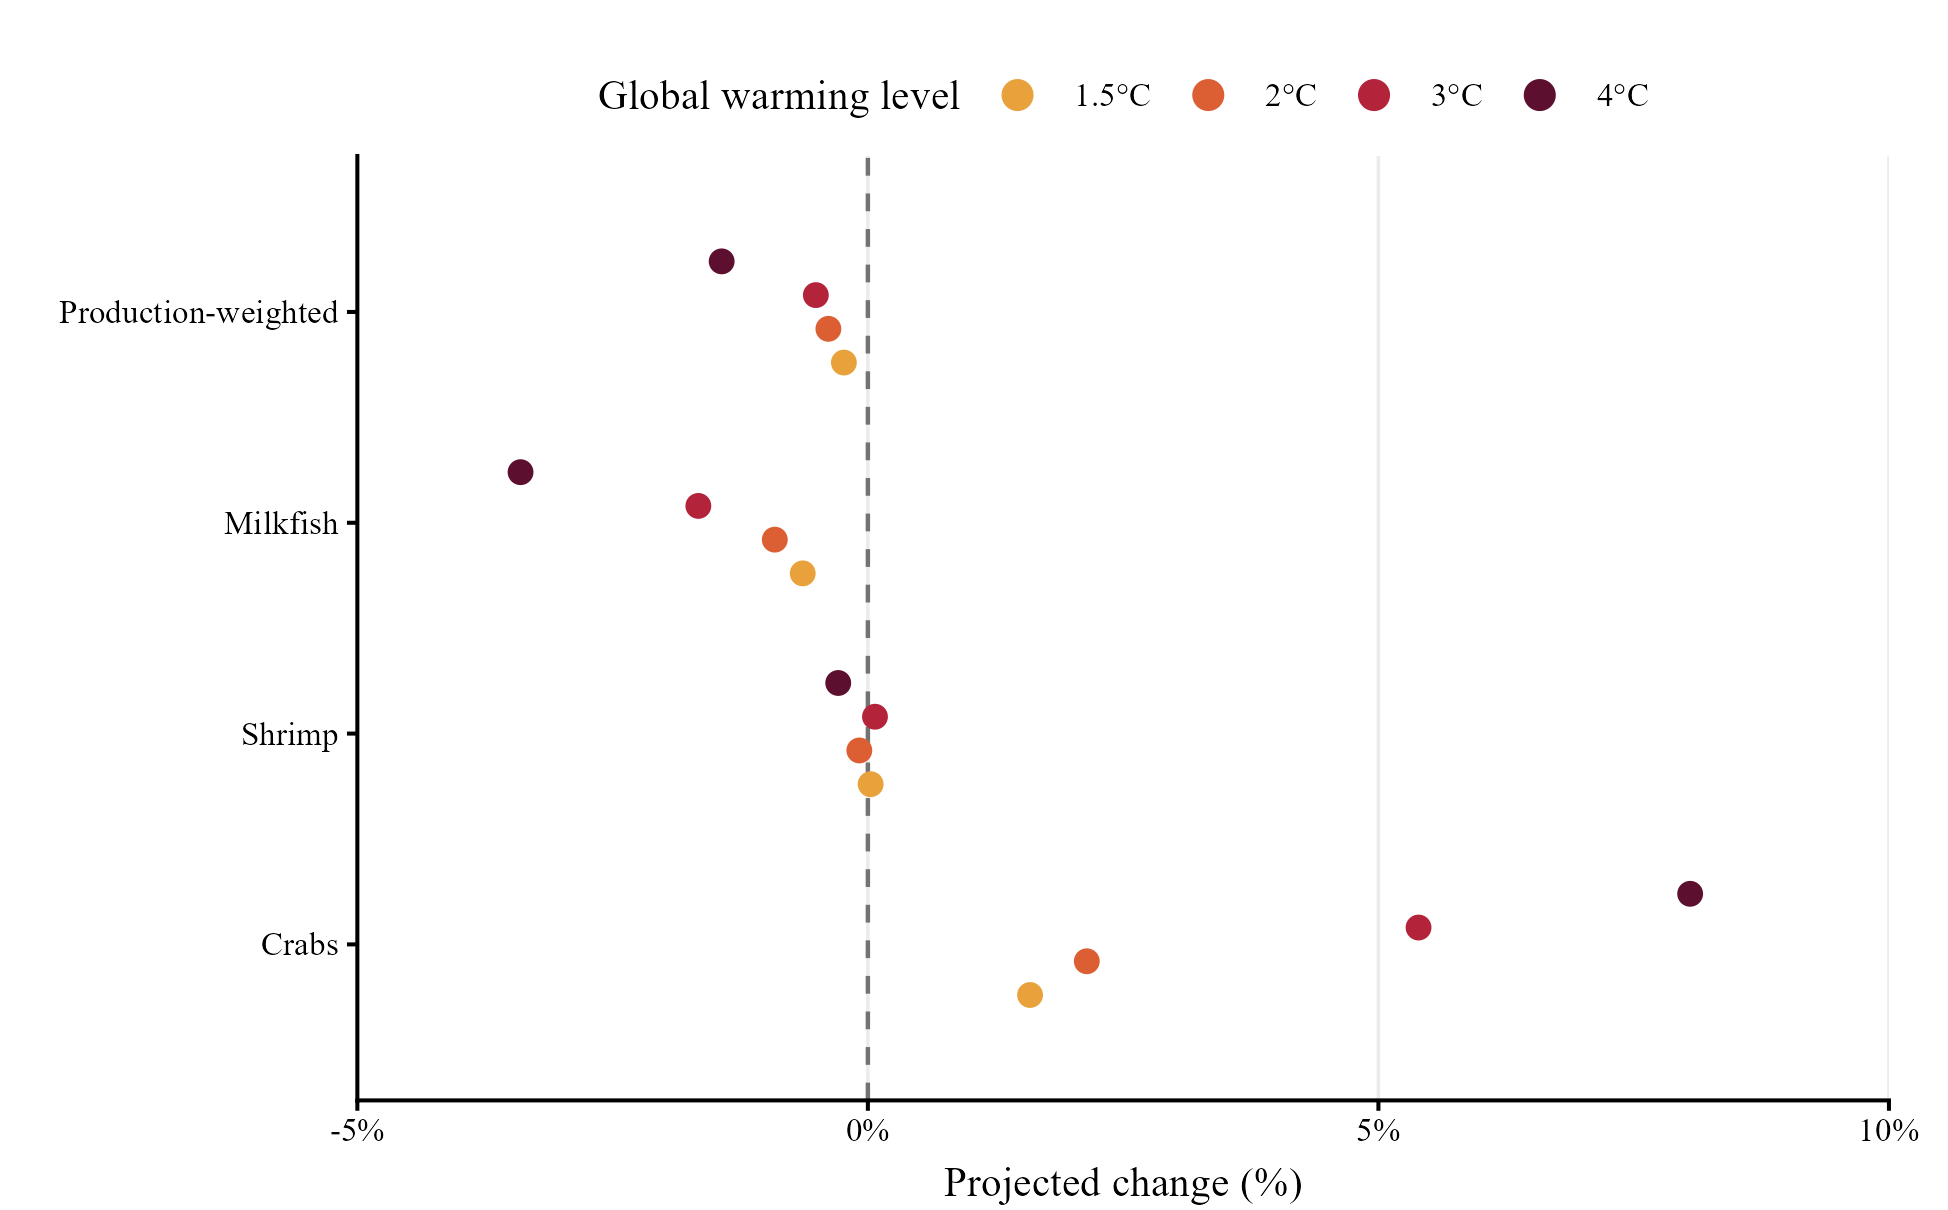 Global warming level 1.5°C 2°C 3°C 4°C
Production-weighted
Milkfish
Shrimp
Crabs
-5% 0% 5% 10%
Projected change (%)